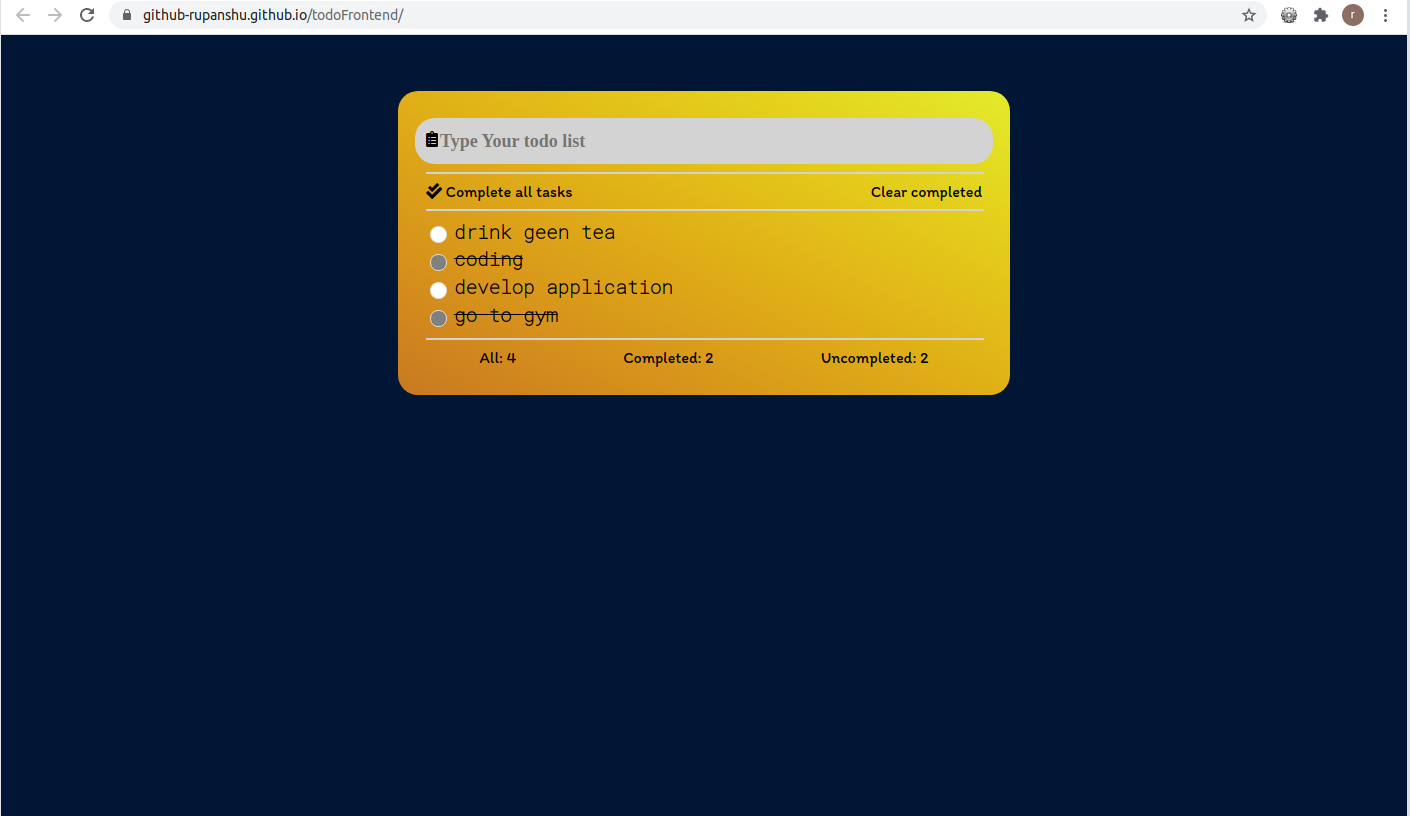 github-rupanshu.github.io/todoFrontend/
r
Type Your todo list
Complete all tasks Clear completed
drink geen tea
coding
develop application
go to gym
All: 4 Completed: 2 Uncompleted: 2